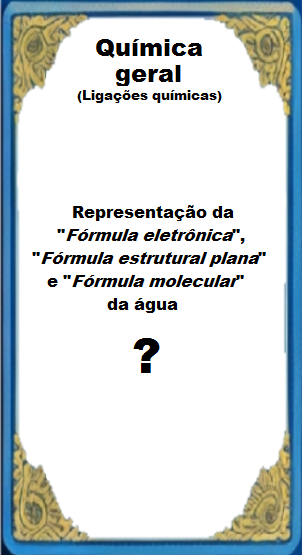 Química
geral
(Ligações químicas)
Representação da
"Fórmula eletrônica",
"Fórmula estrutural plana"
e "Fórmula molecular"
da água
?